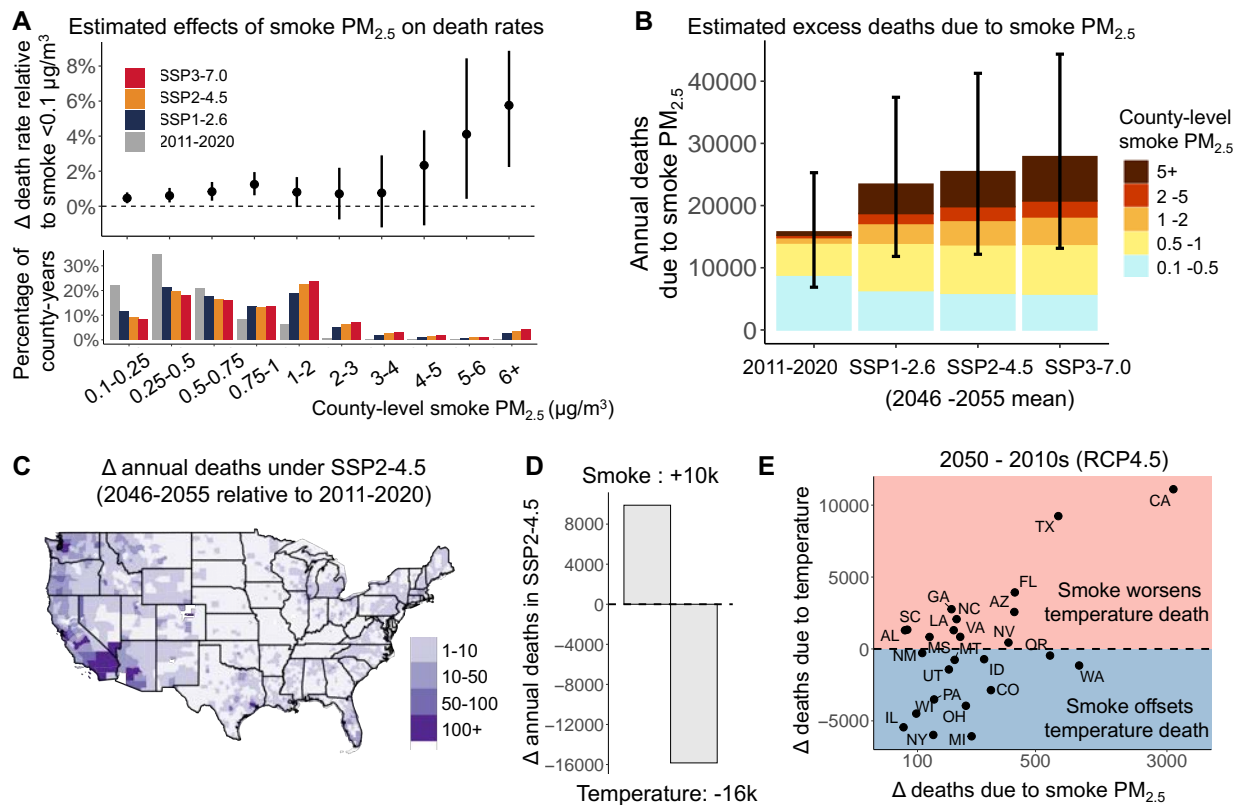 A
Estimated effects of smoke PM2.5 on death rates
Δ death rate relative
to smoke <0.1 μg/m³
8%
6%
4%
2%
0%
SSP3-7.0
SSP2-4.5
SSP1-2.6
2011-2020
Percentage of
county-years
30%
20%
10%
0%
0.1-0.25
0.25-0.5
0.5-0.75
0.75-1
1-2
2-3
3-4
4-5
5-6
6+
County-level smoke PM2.5 (μg/m³)
B
Estimated excess deaths due to smoke PM2.5
Annual deaths
due to smoke PM2.5
40000
30000
20000
10000
0
2011-2020
SSP1-2.6
SSP2-4.5
SSP3-7.0
(2046 -2055 mean)
County-level
smoke PM2.5
5+
2 -5
1 -2
0.5 -1
0.1 -0.5
C
Δ annual deaths under SSP2-4.5
(2046-2055 relative to 2011-2020)
1-10
10-50
50-100
100+
D
Smoke : +10k
Δ annual deaths in SSP2-4.5
8000
4000
0
−4000
−8000
−12000
−16000
Temperature: -16k
E
2050 - 2010s (RCP4.5)
Δ deaths due to temperature
10000
5000
0
−5000
CA
TX
FL
AZ
GA
NC
SC
LA
VA
AL
NV
MS
MT
OR
NM
UT
ID
WA
CO
PA
WI
OH
IL
NY
MI
Smoke worsens
temperature death
Smoke offsets
temperature death
100
500
3000
Δ deaths due to smoke PM2.5